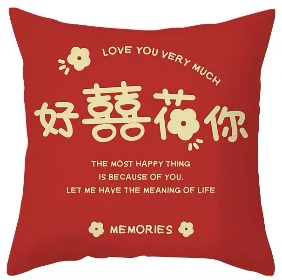 LOVE YOU VERY MUCH
好囍花你
THE MOST HAPPY THING
IS BECAUSE OF YOU.
LET ME HAVE THE MEANING OF LIFE
MEMORIES